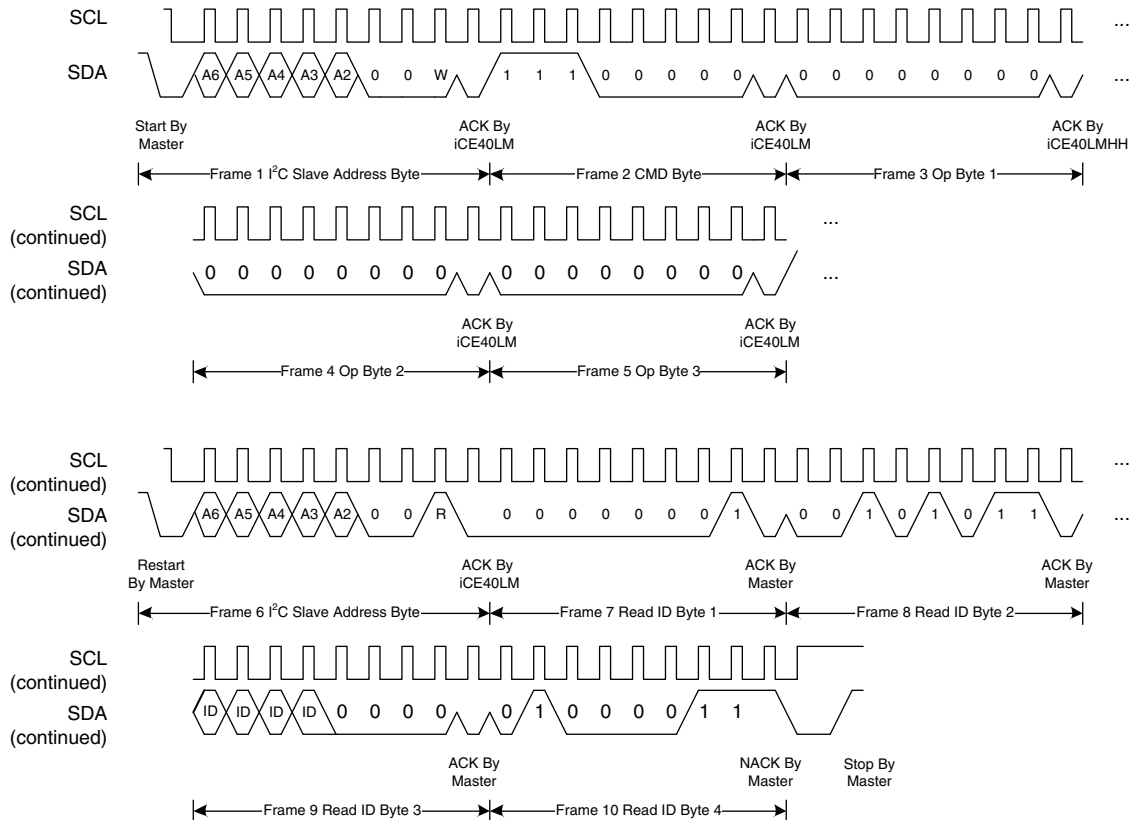 SCL ...
SDA A6 A5 A4 A3 A2 0 0 W 1 1 1 0 0 0 0 0 0 0 0 0 0 0 0 0 ...
Start By Master ACK By iCE40LM ACK By iCE40LM ACK By iCE40LMHH
Frame 1 I²C Slave Address Byte Frame 2 CMD Byte Frame 3 Op Byte 1
SCL (continued) ...
SDA (continued) 0 0 0 0 0 0 0 0 0 0 0 0 0 0 0 0 ...
ACK By iCE40LM ACK By iCE40LM
Frame 4 Op Byte 2 Frame 5 Op Byte 3
SCL (continued) ...
SDA (continued) A6 A5 A4 A3 A2 0 0 R 0 0 0 0 0 0 0 1 0 0 1 0 1 0 1 1 ...
Restart By Master ACK By iCE40LM ACK By Master ACK By Master
Frame 6 I²C Slave Address Byte Frame 7 Read ID Byte 1 Frame 8 Read ID Byte 2
SCL (continued)
SDA (continued) ID ID ID ID 0 0 0 0 0 1 0 0 0 0 1 1
ACK By Master NACK By Master Stop By Master
Frame 9 Read ID Byte 3 Frame 10 Read ID Byte 4